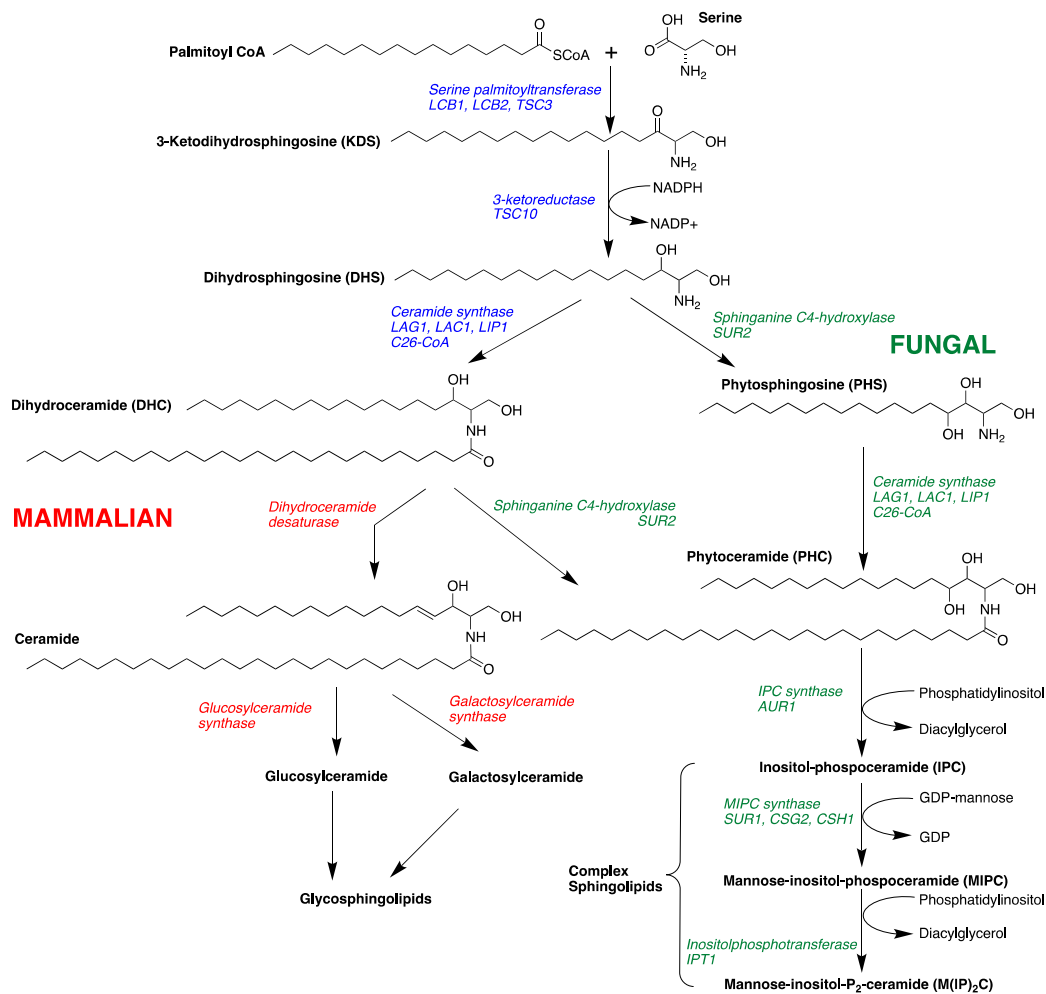 Serine
O
OH
Palmitoyl CoA
SCoA
+
O
OH
NH2
Serine palmitoyltransferase
LCB1, LCB2, TSC3
O
3-Ketodihydrosphingosine (KDS)
OH
NH2
NADPH
3-ketoreductase
TSC10
NADP+
OH
Dihydrosphingosine (DHS)
OH
NH2
Ceramide synthase
LAG1, LAC1, LIP1
C26-CoA
Sphinganine C4-hydroxylase
SUR2
FUNGAL
OH
Dihydroceramide (DHC)
OH
NH
O
Phytosphingosine (PHS)
OH
OH
OH
NH2
MAMMALIAN
Dihydroceramide
desaturase
Sphinganine C4-hydroxylase
SUR2
Ceramide synthase
LAG1, LAC1, LIP1
C26-CoA
Phytoceramide (PHC)
OH
OH
OH
NH
O
OH
OH
Ceramide
NH
O
Glucosylceramide
synthase
Galactosylceramide
synthase
IPC synthase
AUR1
Phosphatidylinositol
Diacylglycerol
Glucosylceramide
Galactosylceramide
Inositol-phospoceramide (IPC)
MIPC synthase
SUR1, CSG2, CSH1
GDP-mannose
GDP
Complex
Sphingolipids
Glycosphingolipids
Mannose-inositol-phospoceramide (MIPC)
Phosphatidylinositol
Diacylglycerol
Inositolphosphotransferase
IPT1
Mannose-inositol-P2-ceramide (M(IP)2C)